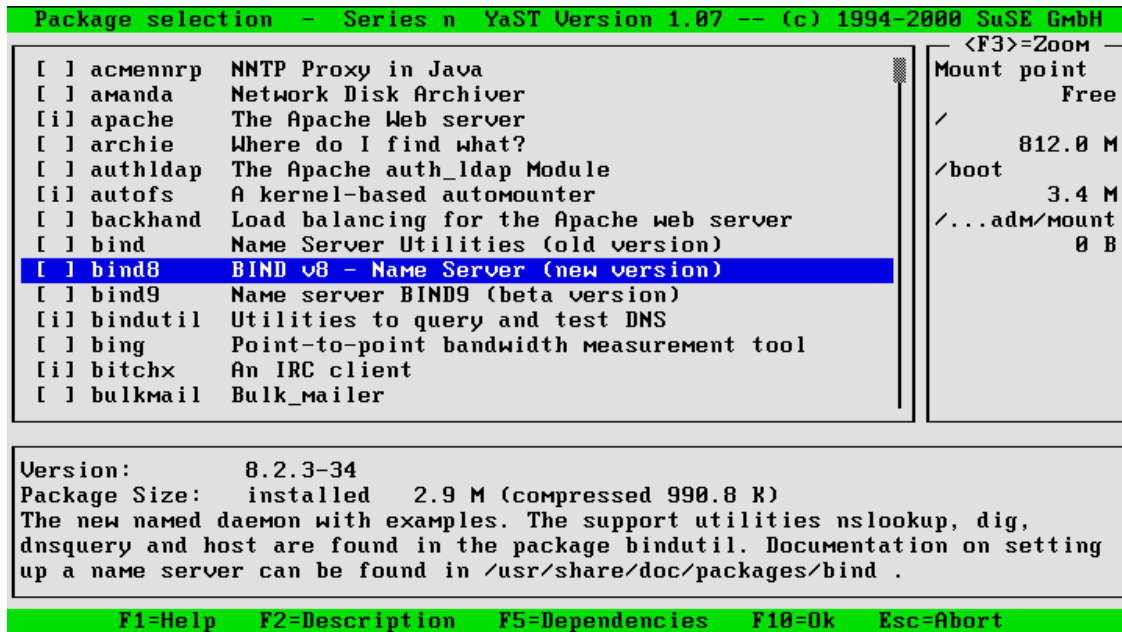 Package selection - Series n YaST Version 1.07 -- (c) 1994-2000 SuSE GmbH
[ ] acmennrp NNTP Proxy in Java
[ ] amanda Network Disk Archiver
[i] apache The Apache Web server
[ ] archie Where do I find what?
[ ] authldap The Apache auth_ldap Module
[i] autofs A kernel-based automounter
[ ] backhand Load balancing for the Apache web server
[ ] bind Name Server Utilities (old version)
[ ] bind8 BIND v8 - Name Server (new version)
[ ] bind9 Name server BIND9 (beta version)
[i] bindutil Utilities to query and test DNS
[ ] bing Point-to-point bandwidth measurement tool
[i] bitchx An IRC client
[ ] bulkmail Bulk_mailer
<F3>=Zoom
Mount point
Free
/
812.0 M
/boot
3.4 M
/...adm/mount
0 B
Version: 8.2.3-34
Package Size: installed 2.9 M (compressed 990.8 K)
The new named daemon with examples. The support utilities nslookup, dig,
dnsquery and host are found in the package bindutil. Documentation on setting
up a name server can be found in /usr/share/doc/packages/bind .
F1=Help F2=Description F5=Dependencies F10=Ok Esc=Abort